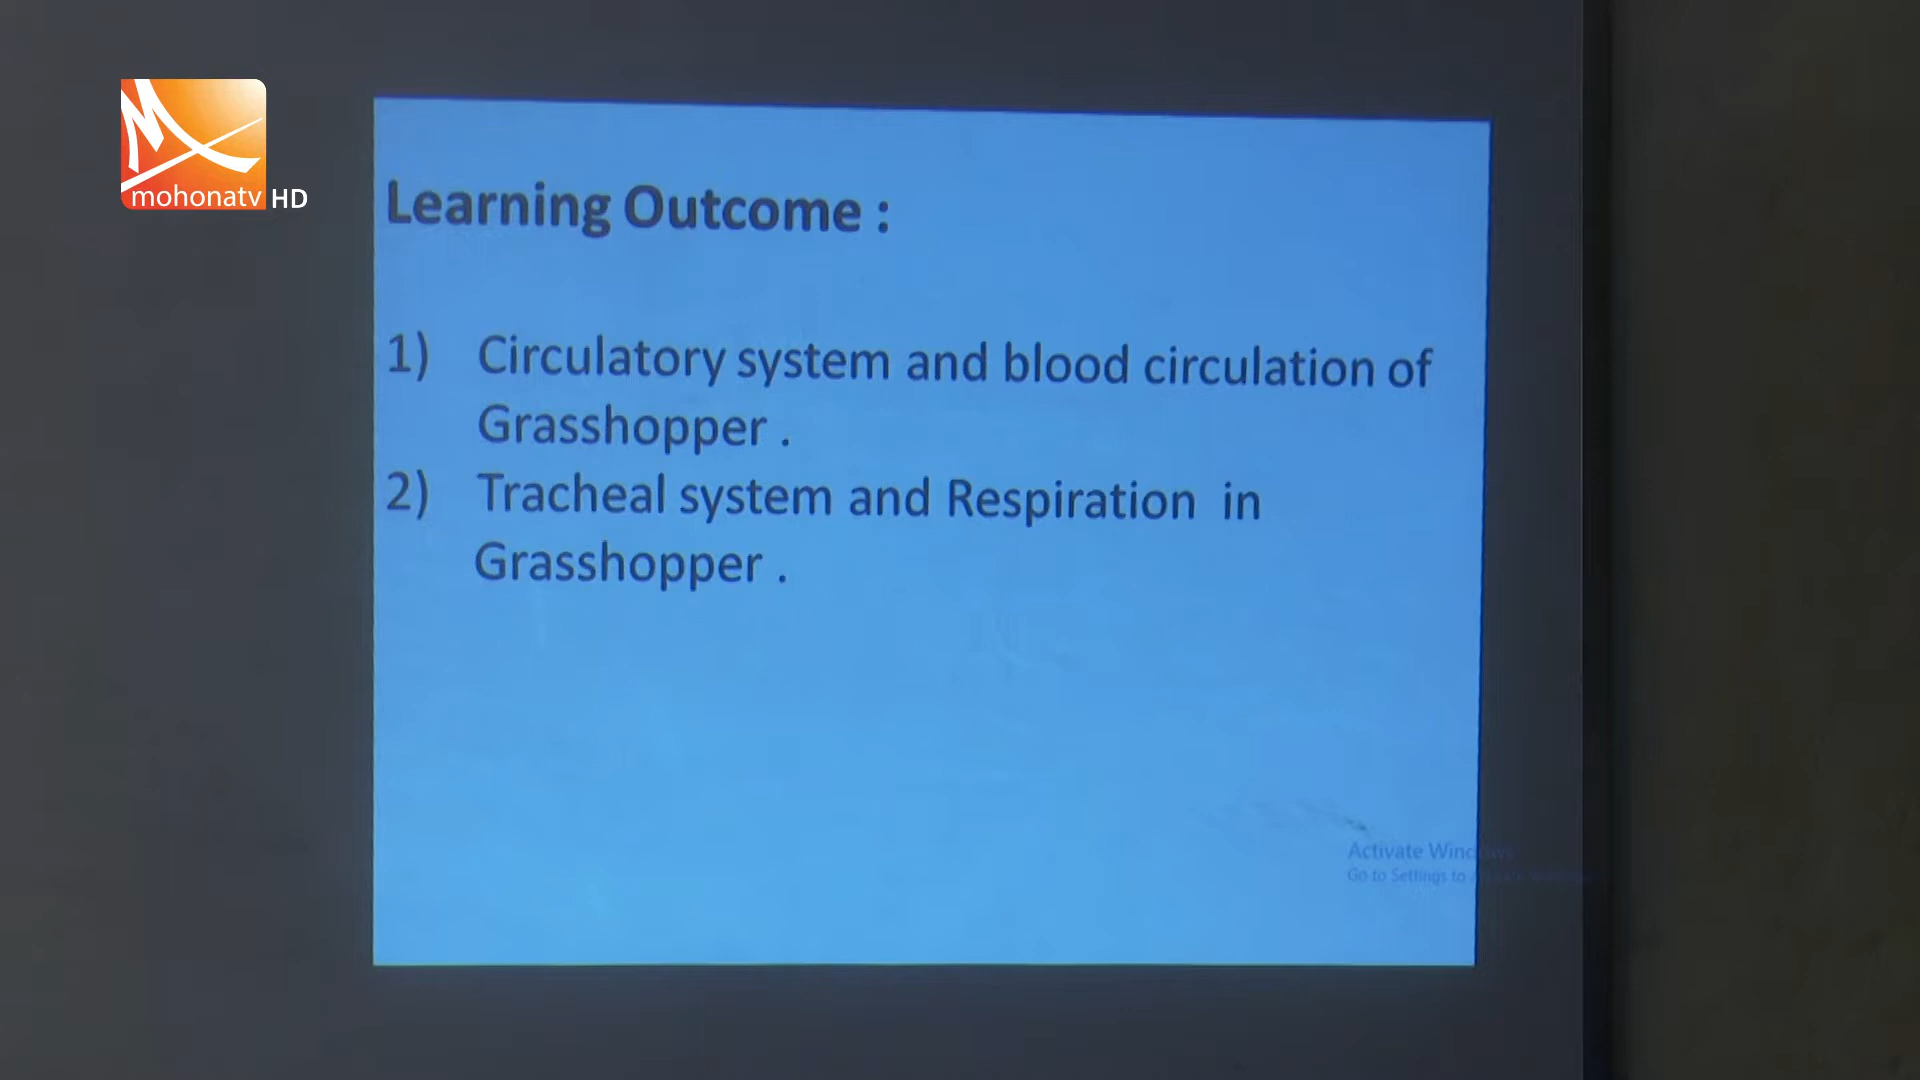 mohonatv HD
Learning Outcome :
1) Circulatory system and blood circulation of
Grasshopper .
2) Tracheal system and Respiration in
Grasshopper .
Activate Windows
Go to Settings to